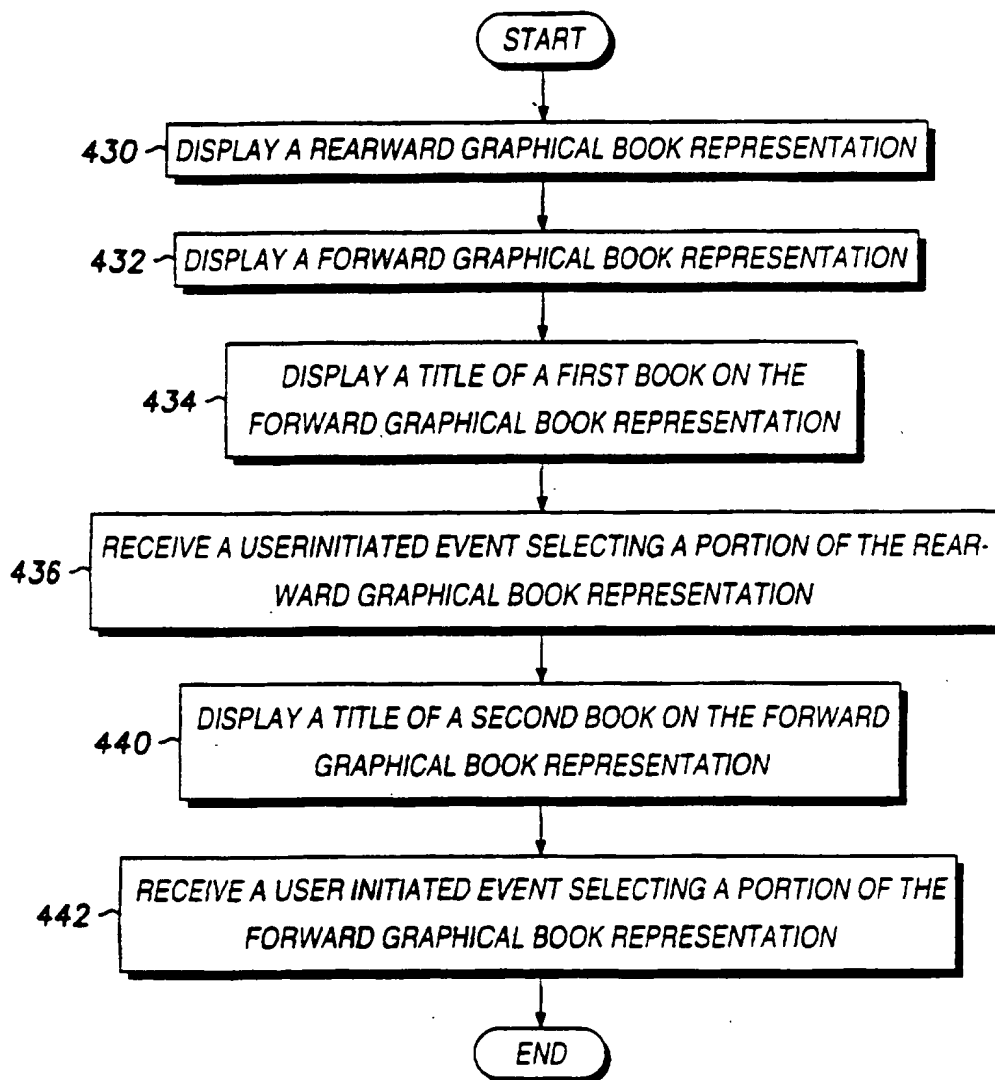 START
430 DISPLAY A REARWARD GRAPHICAL BOOK REPRESENTATION
432 DISPLAY A FORWARD GRAPHICAL BOOK REPRESENTATION
434 DISPLAY A TITLE OF A FIRST BOOK ON THE
FORWARD GRAPHICAL BOOK REPRESENTATION
436 RECEIVE A USERINITIATED EVENT SELECTING A PORTION OF THE REAR-
WARD GRAPHICAL BOOK REPRESENTATION
440 DISPLAY A TITLE OF A SECOND BOOK ON THE FORWARD
GRAPHICAL BOOK REPRESENTATION
442 RECEIVE A USER INITIATED EVENT SELECTING A PORTION OF THE
FORWARD GRAPHICAL BOOK REPRESENTATION
END